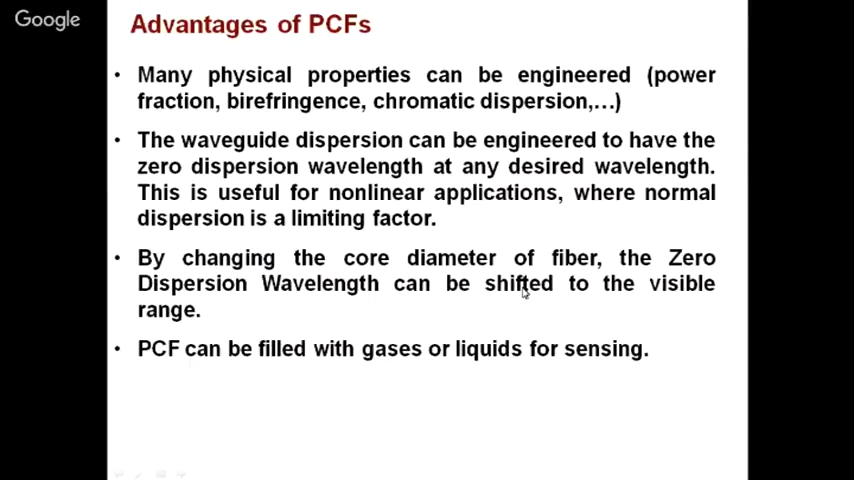 Google
Advantages of PCFs
• Many physical properties can be engineered (power
fraction, birefringence, chromatic dispersion,...)
• The waveguide dispersion can be engineered to have the
zero dispersion wavelength at any desired wavelength.
This is useful for nonlinear applications, where normal
dispersion is a limiting factor.
• By changing the core diameter of fiber, the Zero
Dispersion Wavelength can be shifted to the visible
range.
• PCF can be filled with gases or liquids for sensing.